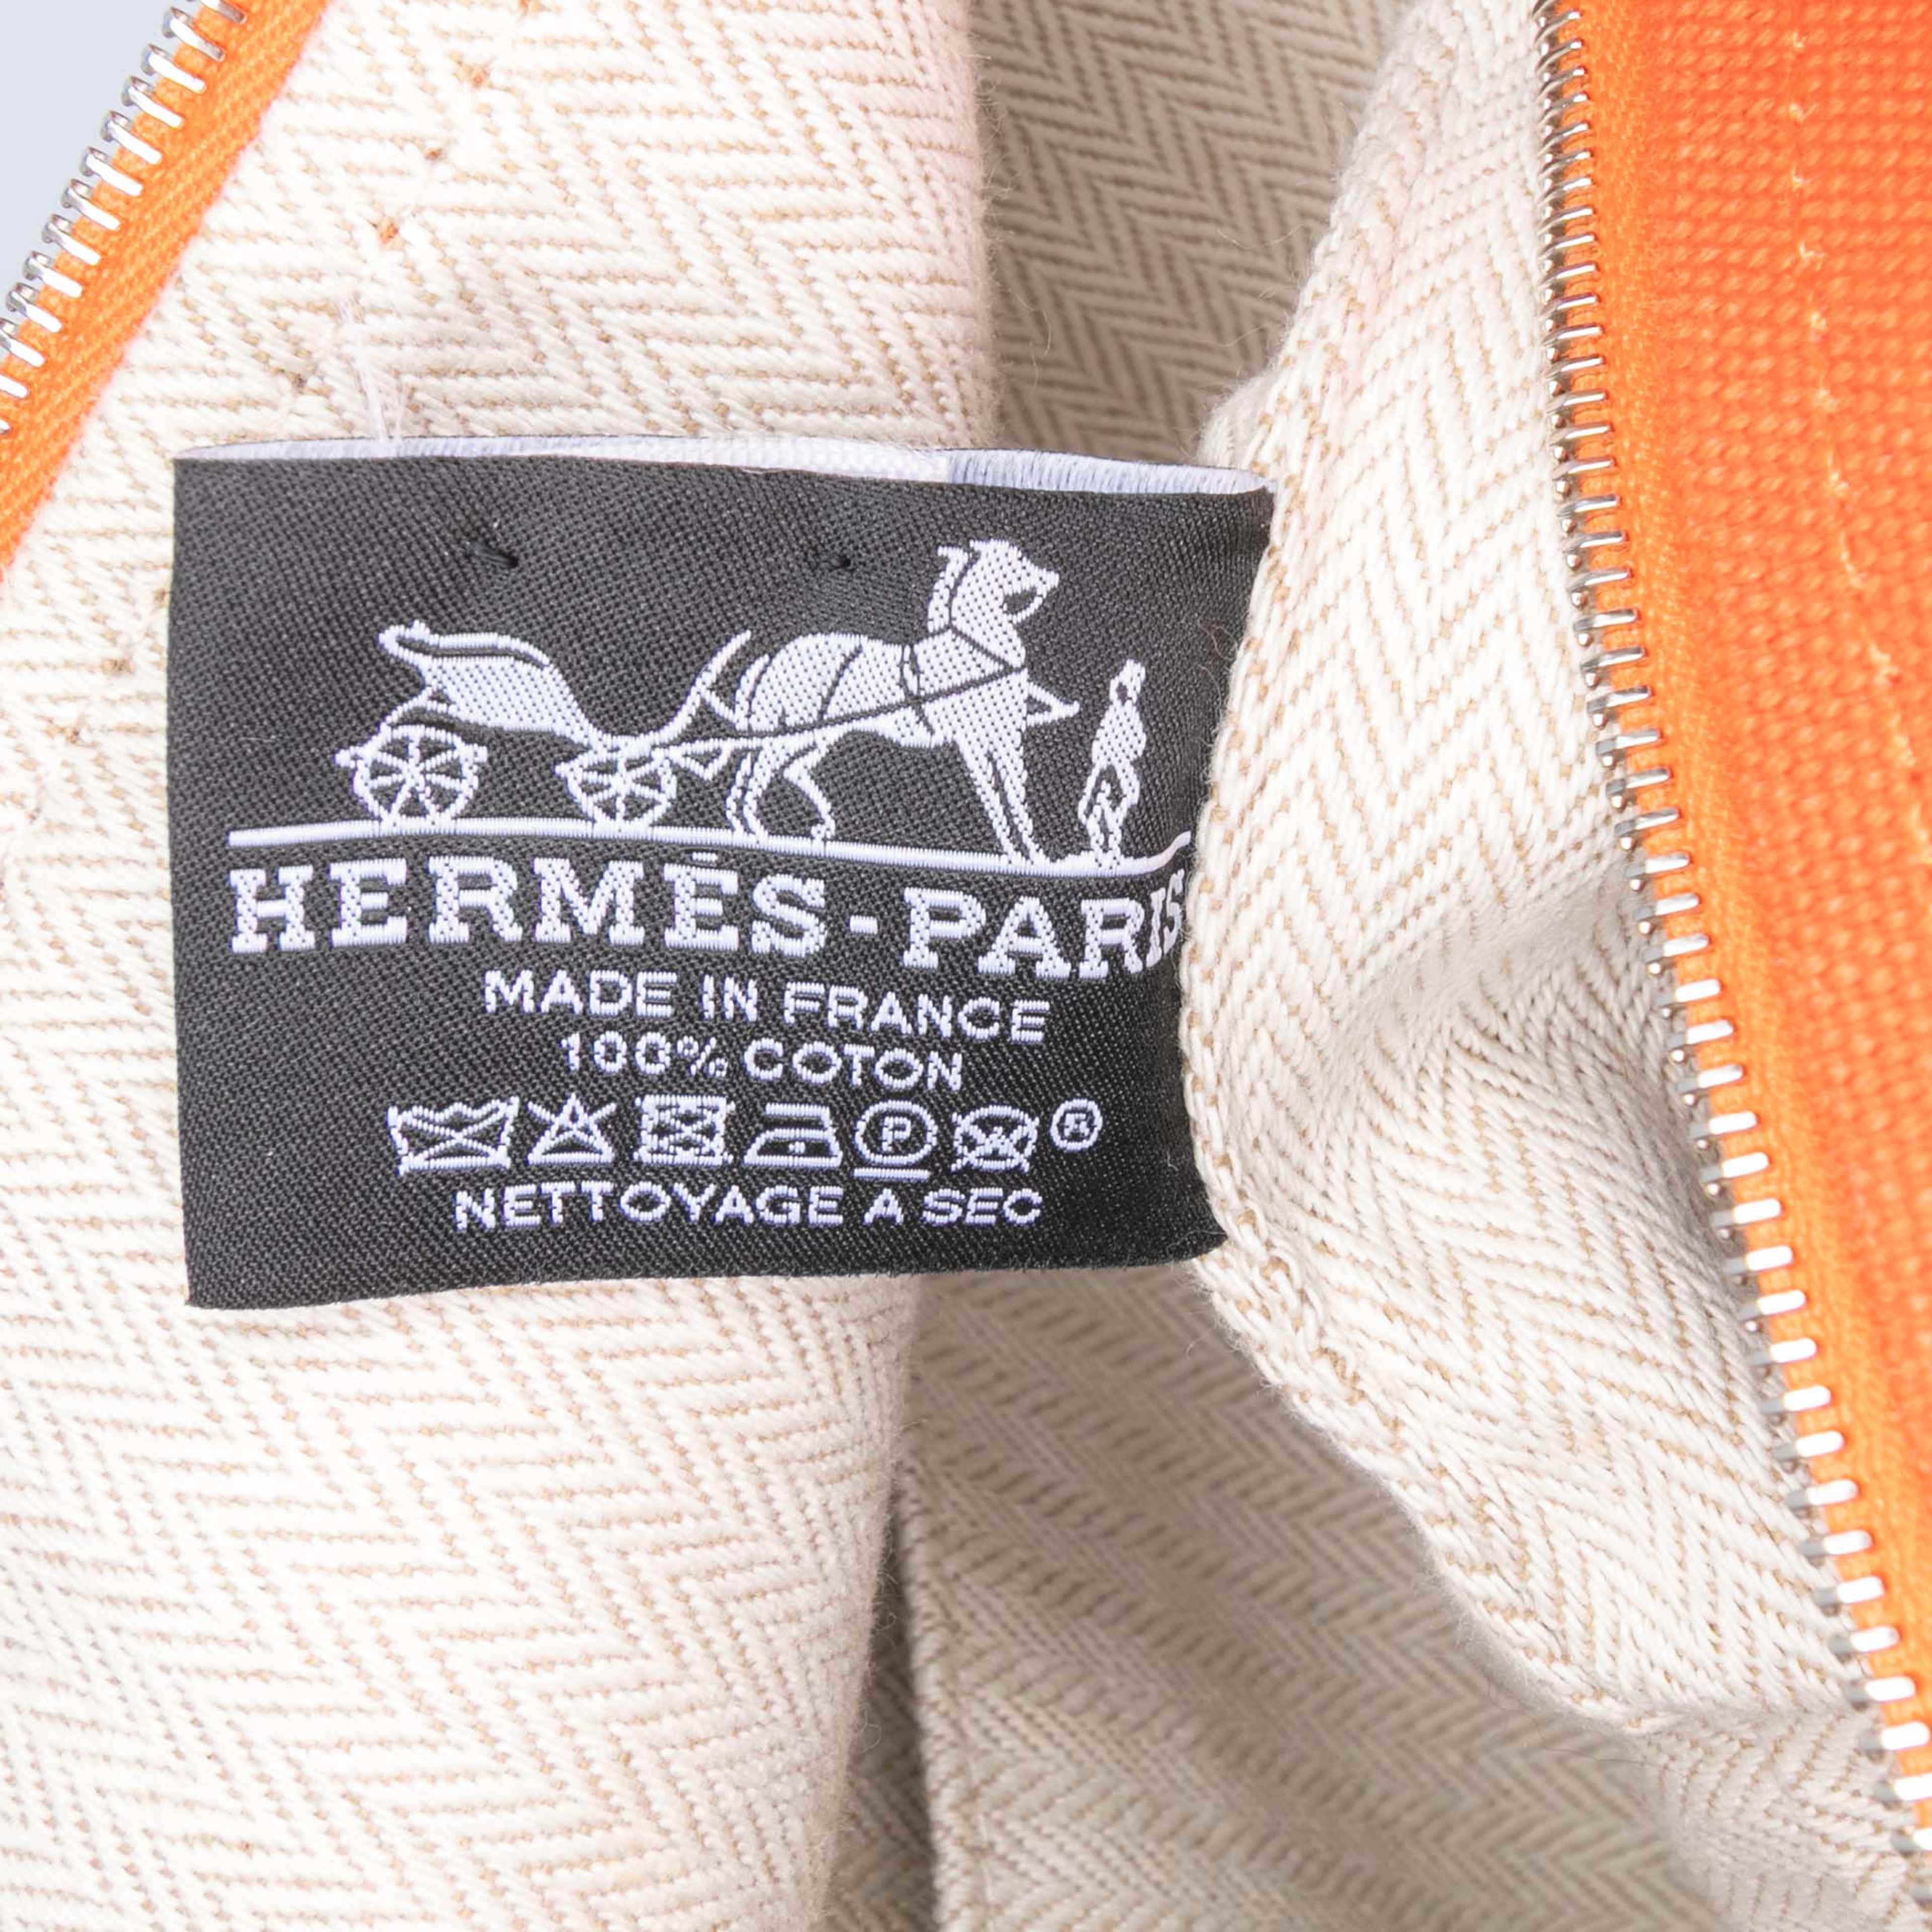 HERMÈS-PARIS
MADE IN FRANCE
100% COTON
P ®
NETTOYAGE A SEC